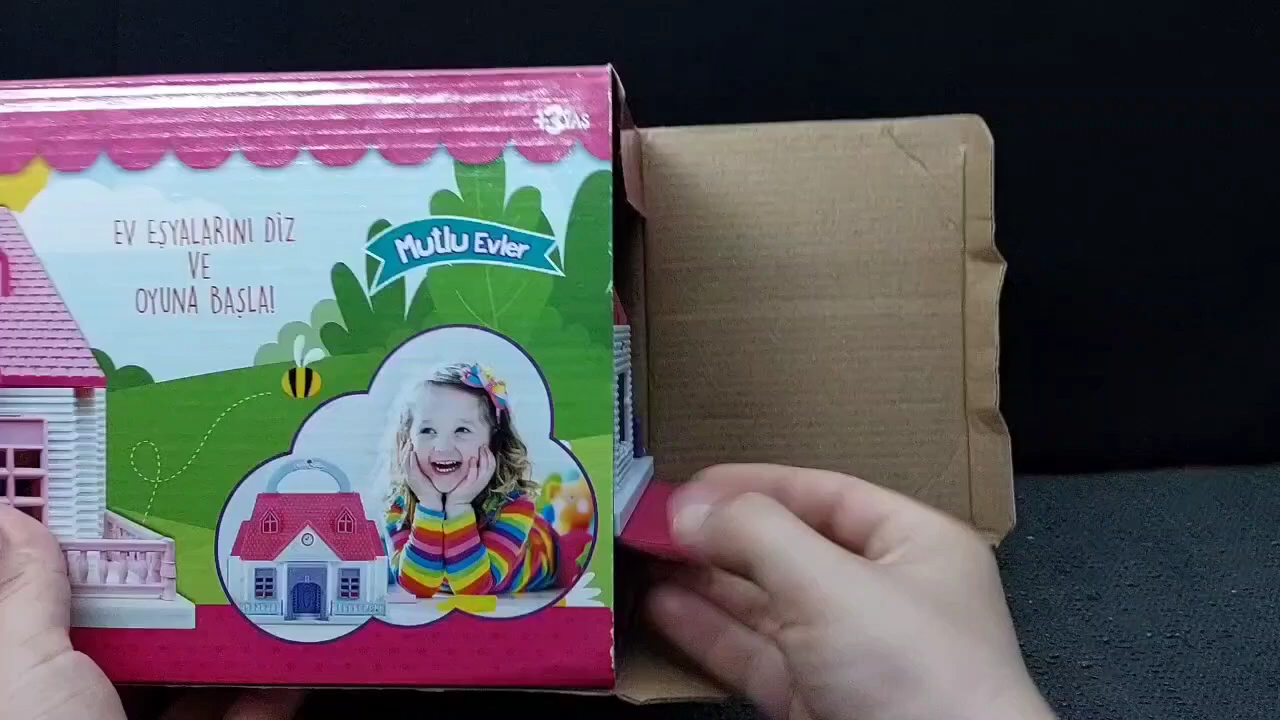 +3 YAŞ
EV EŞYALARINI DİZ
VE
OYUNA BAŞLA!
Mutlu Evler